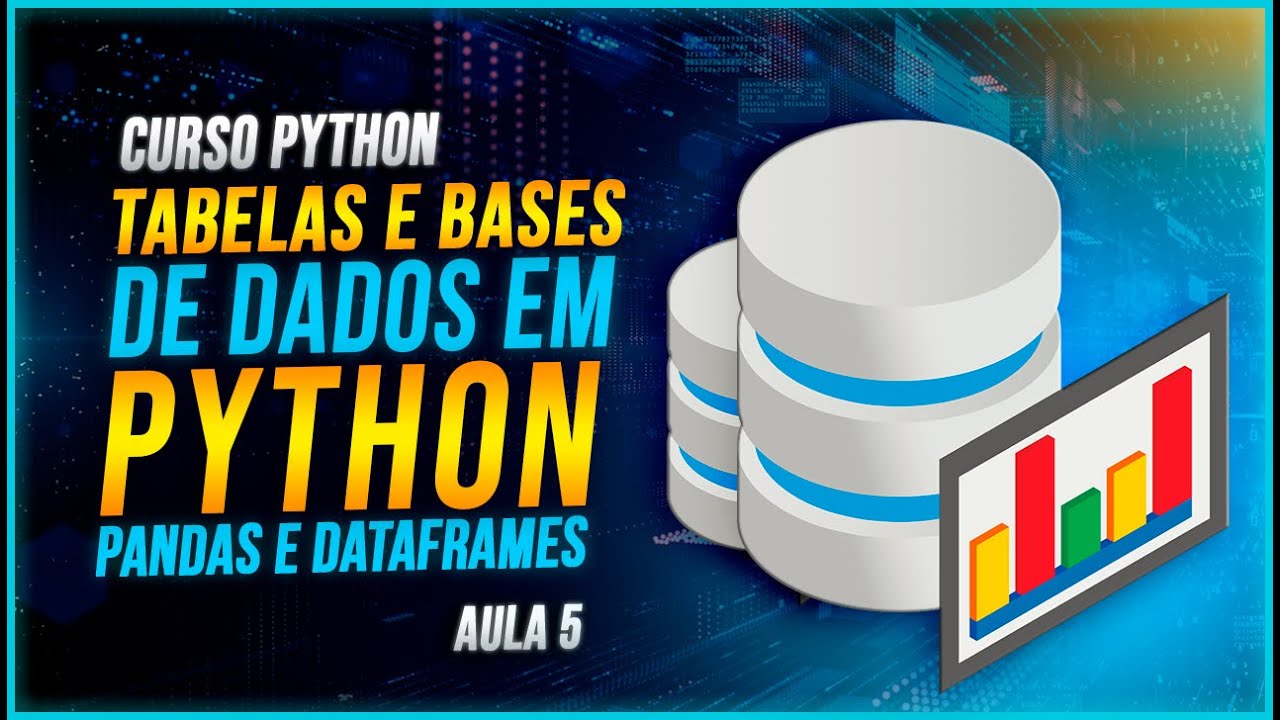 CURSO PYTHON
TABELAS E BASES
DE DADOS EM
PYTHON
PANDAS E DATAFRAMES
AULA 5